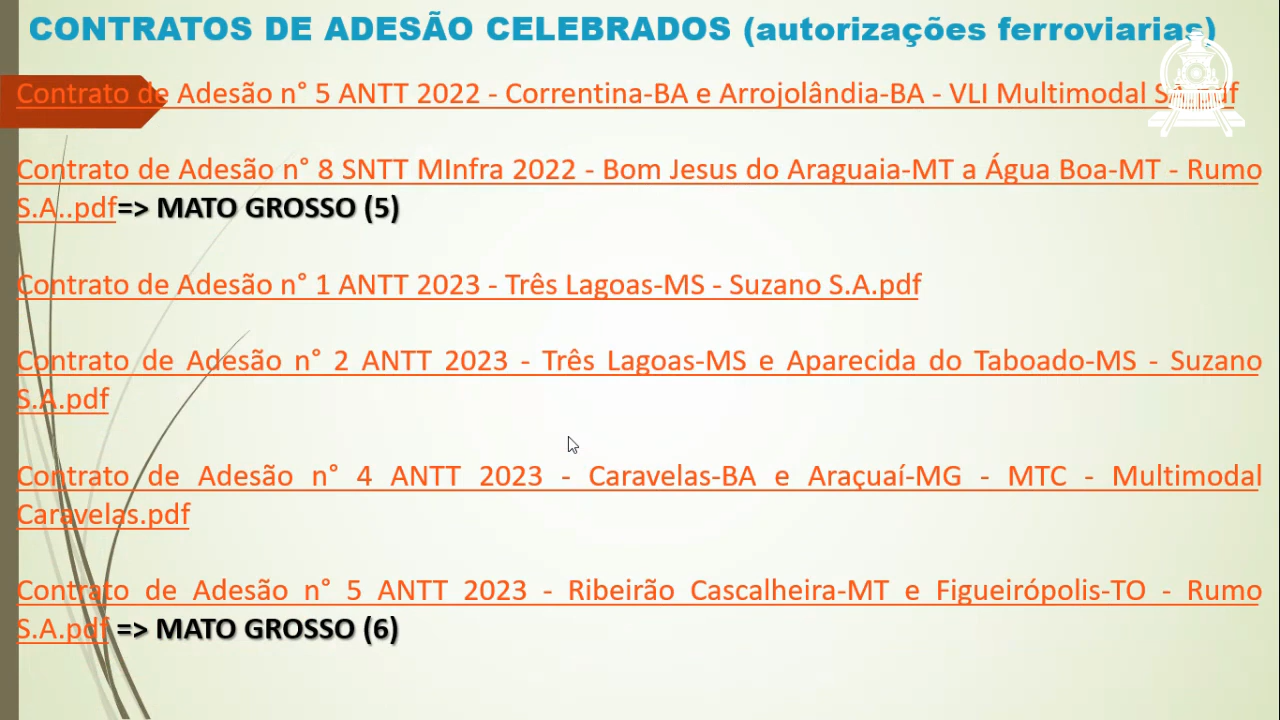 CONTRATOS DE ADESÃO CELEBRADOS (autorizações ferroviarias)
Contrato de Adesão n° 5 ANTT 2022 - Correntina-BA e Arrojolândia-BA - VLI Multimodal
Contrato de Adesão n° 8 SNTT MInfra 2022 - Bom Jesus do Araguaia-MT a Água Boa-MT - Rumo
S.A..pdf=> MATO GROSSO (5)
Contrato de Adesão n° 1 ANTT 2023 - Três Lagoas-MS - Suzano S.A.pdf
Contrato de Adesão n° 2 ANTT 2023 - Três Lagoas-MS e Aparecida do Taboado-MS - Suzano
S.A.pdf
Contrato de Adesão n° 4 ANTT 2023 - Caravelas-BA e Araçuaí-MG - MTC - Multimodal
Caravelas.pdf
Contrato de Adesão n° 5 ANTT 2023 - Ribeirão Cascalheira-MT e Figueirópolis-TO - Rumo
S.A.pdf => MATO GROSSO (6)